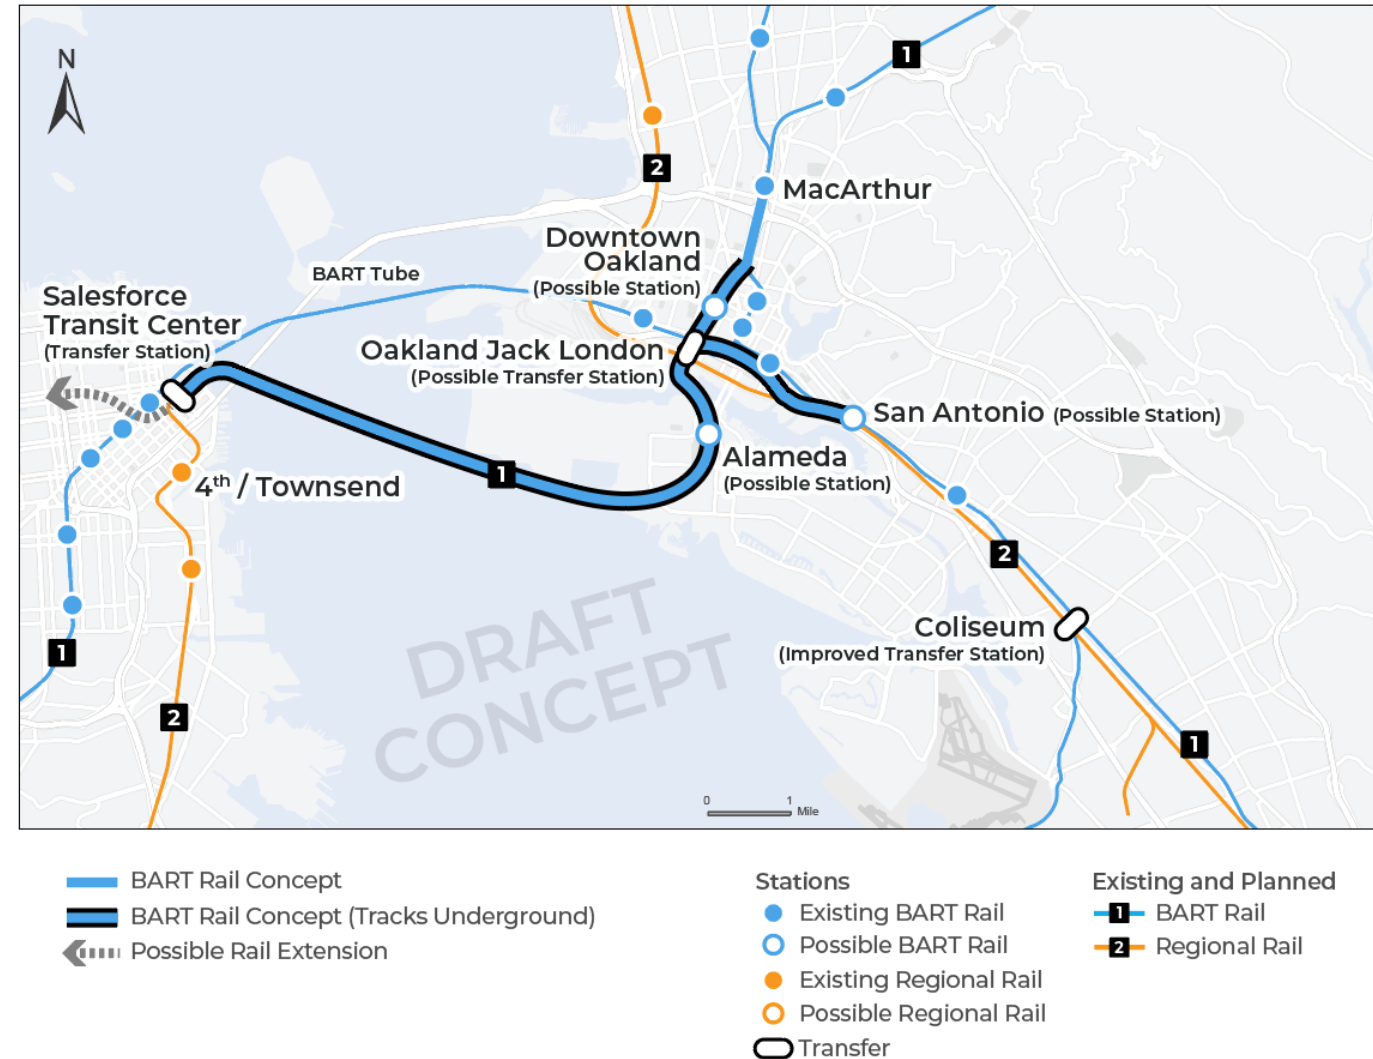 N
1
2
MacArthur
Downtown
Oakland
(Possible Station)
BART Tube
Salesforce
Transit Center
(Transfer Station)
Oakland Jack London
(Possible Transfer Station)
San Antonio (Possible Station)
Alameda
(Possible Station)
1
4th / Townsend
2
DRAFT
CONCEPT
Coliseum
(Improved Transfer Station)
1
2
1
0 1
Mile
BART Rail Concept
BART Rail Concept (Tracks Underground)
Possible Rail Extension
Stations
Existing BART Rail
Possible BART Rail
Existing Regional Rail
Possible Regional Rail
Transfer
Existing and Planned
1 BART Rail
2 Regional Rail